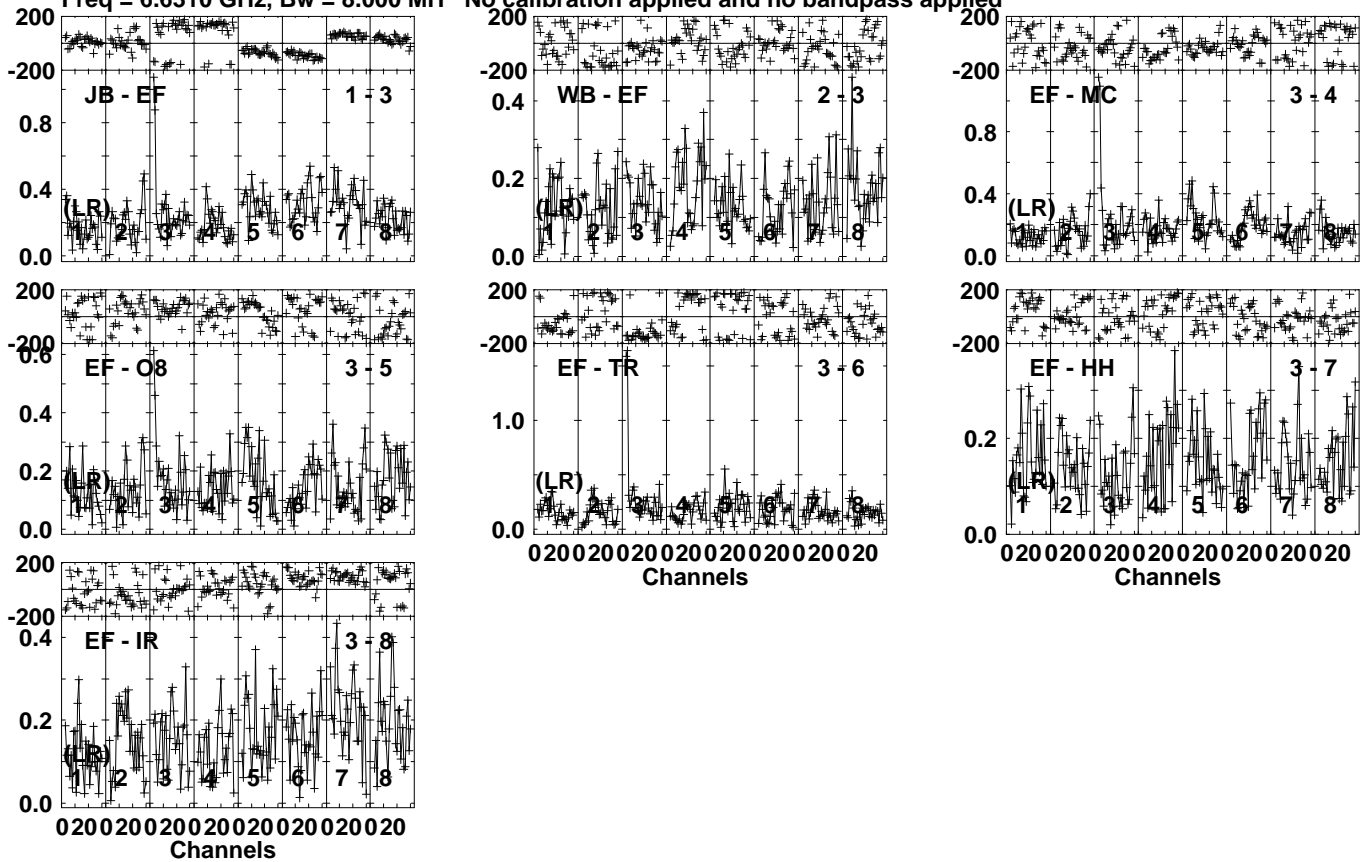 Freq = 6.6510 GHz, Bw = 8.000 MH No calibration applied and no bandpass applied
200 200 200
-200 -200 -200
JB - EF 1 - 3 WB - EF 2 - 3 EF - MC 3 - 4
0.8 0.4 0.8
0.4 0.2 0.4
(LR) (LR) (LR)
1 2 3 4 5 6 7 8 1 2 3 4 5 6 7 8 1 2 3 4 5 6 7 8
0.0 0.0 0.0
200 200 200
-200 -200 -200
0.6
EF - O8 3 - 5 EF - TR 3 - 6 EF - HH 3 - 7
0.4 1.0 0.2
0.2
(LR) (LR) (LR)
1 2 3 4 5 6 7 8 1 2 3 4 5 6 7 8 1 2 3 4 5 6 7 8
0.0 0.0 0.0
0 20 0 20 0 20 0 20 0 20 0 20 0 20 0 20 0 20 0 20 0 20 0 20 0 20 0 20 0 20 0 20
Channels Channels
200
-200
0.4
EF - IR 3 - 8
0.2
(LR)
1 2 3 4 5 6 7 8
0.0
0 20 0 20 0 20 0 20 0 20 0 20 0 20 0 20
Channels